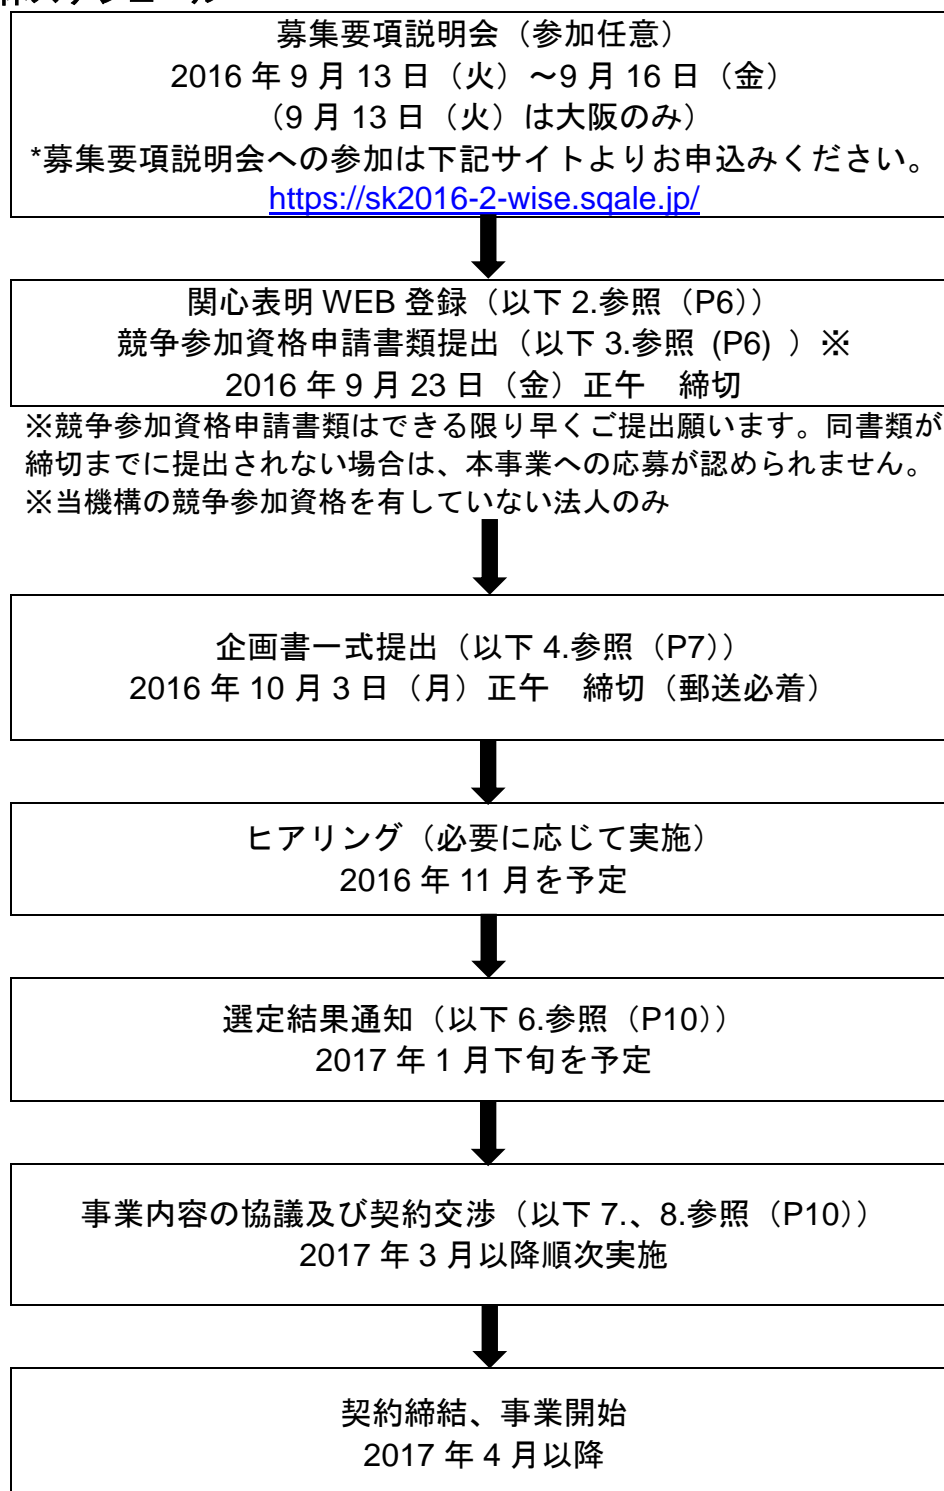 募集要項説明会（参加任意）
2016 年 9 月 13 日（火）～9 月 16 日（金）
（9 月 13 日（火）は大阪のみ）
*募集要項説明会への参加は下記サイトよりお申込みください。
https://sk2016-2-wise.sqale.jp/
関心表明 WEB 登録（以下 2.参照（P6））
競争参加資格申請書類提出（以下 3.参照 (P6) ）※
2016 年 9 月 23 日（金）正午　締切
※競争参加資格申請書類はできる限り早くご提出願います。同書類が
締切までに提出されない場合は、本事業への応募が認められません。
※当機構の競争参加資格を有していない法人のみ
企画書一式提出（以下 4.参照（P7））
2016 年 10 月 3 日（月）正午　締切（郵送必着）
ヒアリング（必要に応じて実施）
2016 年 11 月を予定
選定結果通知（以下 6.参照（P10））
2017 年 1 月下旬を予定
事業内容の協議及び契約交渉（以下 7.、8.参照（P10））
2017 年 3 月以降順次実施
契約締結、事業開始
2017 年 4 月以降